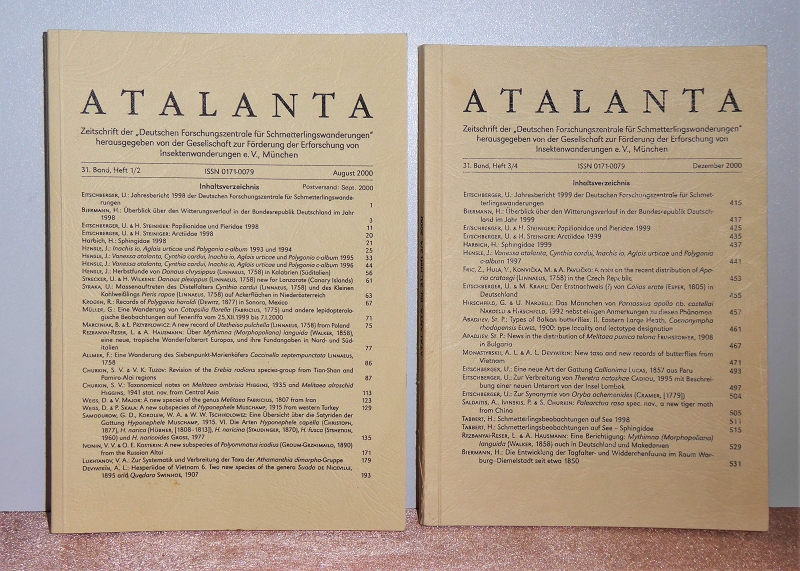 ATALANTA
Zeitschrift der „Deutschen Forschungszentrale für Schmetterlingswanderungen"
herausgegeben von der Gesellschaft zur Förderung der Erforschung von
Insektenwanderungen e. V., München
31. Band, Heft 1/2 ISSN 0171-0079 August 2000
Inhaltsverzeichnis Postversand: Sept. 2000
EITSCHBERGER, U.: Jahresbericht 1998 der Deutschen Forschungszentrale für Schmetterlingswande-
rungen 1
BIERMANN, H.: Überblick über den Witterungsverlauf in der Bundesrepublik Deutschland im Jahr
1998 3
EITSCHBERGER, U. & H. STEINIGER: Papilionidae und Pieridae 1998 11
EITSCHBERGER, U. & H. STEINIGER: Arctiidae 1998 20
HARBICH, H.: Sphingidae 1998 21
HENSLE, J.: Inachis io, Aglais urticae und Polygonia c-album 1993 und 1994 25
HENSLE, J.: Vanessa atalanta, Cynthia cardui, Inachis io, Aglais urticae und Polygonia c-album 1995 33
HENSLE, J.: Vanessa atalanta, Cynthia cardui, Inachis io, Aglais urticae und Polygonia c-album 1996 44
HENSLE, J.: Herbstfunde von Danaus chrysippus (LINNAEUS, 1758) in Kalabrien (Süditalien) 56
STRECKER, U. & H. WILKENS: Danaus plexippus (LINNAEUS, 1758) new for Lanzarote (Canary Islands) 61
STRAKA, U.: Massenauftreten des Distelfalters Cynthia cardui (LINNAEUS, 1758) und des Kleinen
Kohlweißlings Pieris rapae (LINNAEUS, 1758) auf Ackerflächen in Niederösterreich 63
KROGEN, R.: Records of Polygonia haroldi (DEWITZ, 1877) in Sonora, Mexico 67
MÜLLER, G.: Eine Wanderung von Catopsilia florella (FABRICIUS, 1775) und andere lepidopterolo-
gische Beobachtungen auf Teneriffa vom 25.XII.1999 bis 7.I.2000 71
MARCINIAK, B. & L. PRZYBYŁOWICZ: A new record of Utetheisa pulchella (LINNAEUS, 1758) from Poland 75
REZBANYAI-RESER, L. & A. HAUSMANN: Über Mythimna (Morphopoliana) languida (WALKER, 1858),
eine neue, tropische Wanderfalterart Europas, und ihre Fundangaben in Nord- und Süd-
italien 77
ALLMER, F.: Eine Wanderung des Siebenpunkt-Marienkäfers Coccinella septempunctata LINNAEUS,
1758 86
CHURKIN, S. V. & V. K. TUZOV: Revision of the Erebia radians species-group from Tian-Shan and
Pamiro-Alai regions 87
CHURKIN, S. V.: Taxonomical notes on Melitaea ambrisia HIGGINS, 1935 and Melitaea alraschid
HIGGINS, 1941 stat. nov. from Central Asia 113
WEISS, D. & V. MAJOR: A new species of the genus Melitaea FABRICIUS, 1807 from Iran 123
WEISS, D. & P. SKALA: A new subspecies of Hyponephele MUSCHAMP, 1915 from western Turkey 129
SAMODUROW, G. D., KOROLEW, W. A. & W. W. TSCHIKOLOWEZ: Eine Übersicht über die Satyriden der
Gattung Hyponephele MUSCHAMP, 1915. VI. Die Arten Hyponephele capella (CHRISTOPH,
1877), H. narica (HÜBNER, [1808-1813]), H. naricina (STAUDINGER, 1870), H. fusca (STSHETKIN,
1960) und H. naricoides GROSS, 1977 135
IVONIN, V. V. & O. E. KOSTERIN: A new subspecies of Polyommatus icadius (GROUM-GRZHIMAILO, 1890)
from the Russian Altai 171
LUKHTANOV, V. A.: Zur Systematik und Verbreitung der Taxa der Athamanthia dimorpha-Gruppe 179
DEVYATKIN, A. L.: Hesperiidae of Vietnam 6. Two new species of the genera Suada DE NICÉVILLE,
1895 and Quedara SWINHOE, 1907 193
ATALANTA
Zeitschrift der „Deutschen Forschungszentrale für Schmetterlingswanderungen"
herausgegeben von der Gesellschaft zur Förderung der Erforschung von
Insektenwanderungen e. V., München
31. Band, Heft 3/4 ISSN 0171-0079 Dezember 2000
Inhaltsverzeichnis
EITSCHBERGER, U.: Jahresbericht 1999 der Deutschen Forschungszentrale für Schmet-
terlingswanderungen 415
BIERMANN, H.: Überblick über den Witterungsverlauf in der Bundesrepublik Deutsch-
land im Jahr 1999 417
EITSCHBERGER, U. & H. STEINIGER: Papilionidae und Pieridae 1999 425
EITSCHBERGER, U. & H. STEINIGER: Arctiidae 1999 435
HARBICH, H.: Sphingidae 1999 437
HENSLE, J.: Vanessa atalanta, Cynthia cardui, Inachis io, Aglais urticae und Polygonia
c-album 1997 441
FRIC, Z., HULA, V., KONVIČKA, M. & A. PAVLIČKO: A note on the recent distribution of Apo-
ria crataegi (LINNAEUS, 1758) in the Czech Republic 453
EITSCHBERGER, U. & M. KRAHL: Der Erstnachweis (?) von Colias erate (ESPER, 1805) in
Deutschland 455
HIRSCHFELD, G. & U. NARDELLI: Das Männchen von Parnassius apollo cb. castellai
NARDELLI & HIRSCHFELD, 1992 nebst einigen Anmerkungen zu diesem Phänomen 457
ABADJIEV, ST. P.: Types of Balkan butterflies: II. Eastern Large Heath, Coenonympha
rhodopensis ELWES, 1900: type locality and lectotype designation 461
ABADJIEV, ST. P.: News in the distribution of Melitaea punica telona FRUHSTORFER, 1908
in Bulgaria 467
MONASTYRSKII, A. L. & A. L. DEVYATKIN: New taxa and new records of butterflies from
Vietnam 471
EITSCHBERGER, U.: Eine neue Art der Gattung Callionima LUCAS, 1857 aus Peru 493
EITSCHBERGER, U.: Zur Verbreitung von Theretra natashae CADIOU, 1995 mit Beschrei-
bung einer neuen Unterart von der Insel Lombok 497
EITSCHBERGER, U.: Zur Synonymie von Oryba achemenides (CRAMER, [1779]) 504
SALDAITIS, A., IVINSKIS, P. & S. CHURKIN: Palearctia rasa spec. nov., a new tiger moth
from China 505
TABBERT, H.: Schmetterlingsbeobachtungen auf See 1998 511
TABBERT, H.: Schmetterlingsbeobachtungen auf See - Sphingidae 515
REZBANYAI-RESER, L. & A. HAUSMANN: Eine Berichtigung: Mythimna (Morphopoliana)
languida (WALKER, 1858) auch in Deutschland und Makedonien 529
BIERMANN, H.: Die Entwicklung der Tagfalter- und Widderchenfauna im Raum War-
burg-Diemelstadt seit etwa 1850 531